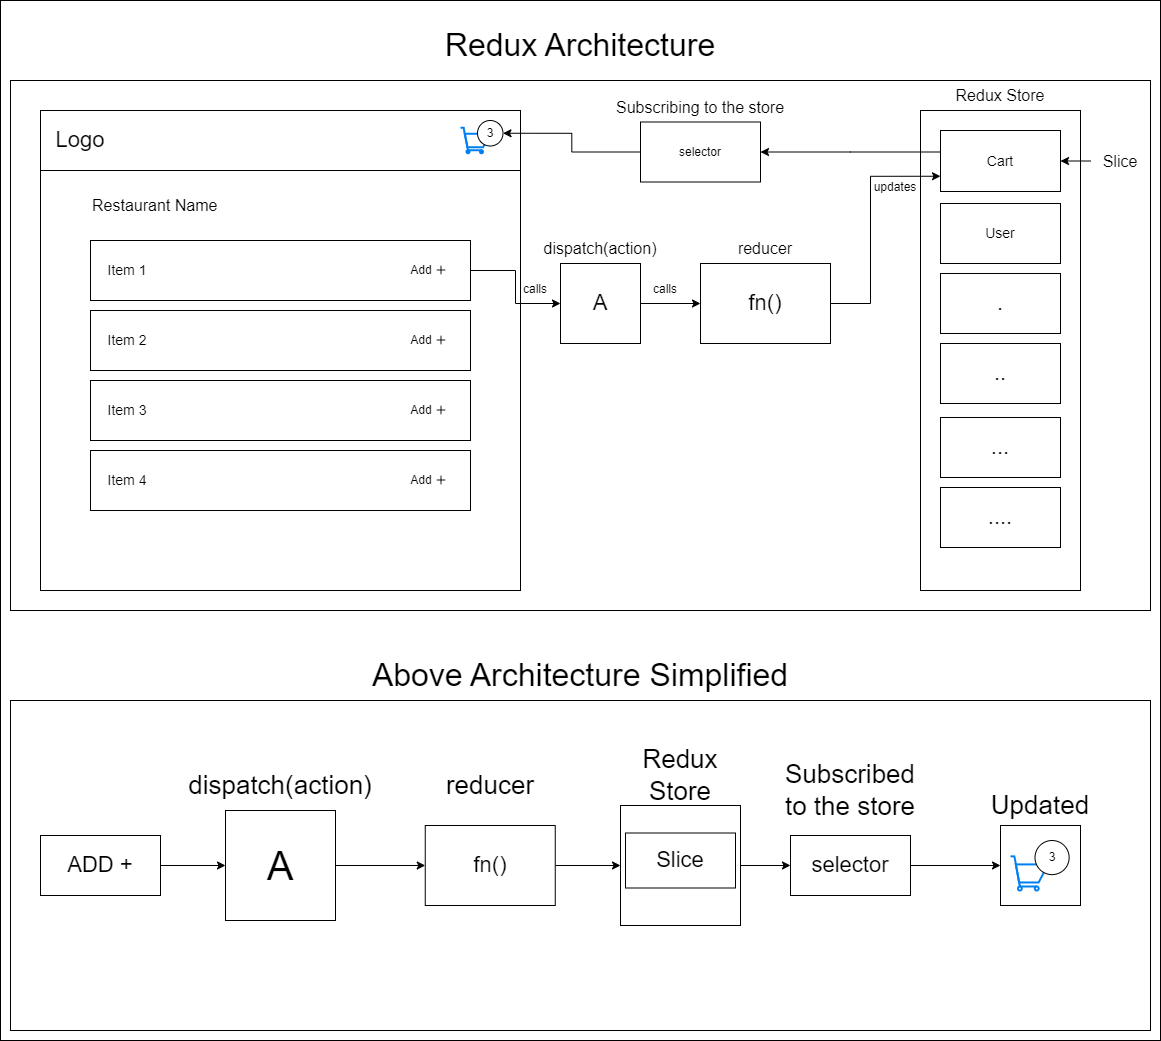 Redux Architecture
Redux Store
Subscribing to the store
Logo
3
selector
Cart
Slice
updates
Restaurant Name
User
dispatch(action)
reducer
Item 1
Add +
calls
A
calls
fn()
.
Item 2
Add +
..
Item 3
Add +
...
Item 4
Add +
....
Above Architecture Simplified
dispatch(action)
reducer
Redux
Store
Subscribed
to the store
Updated
ADD +
A
fn()
Slice
selector
3